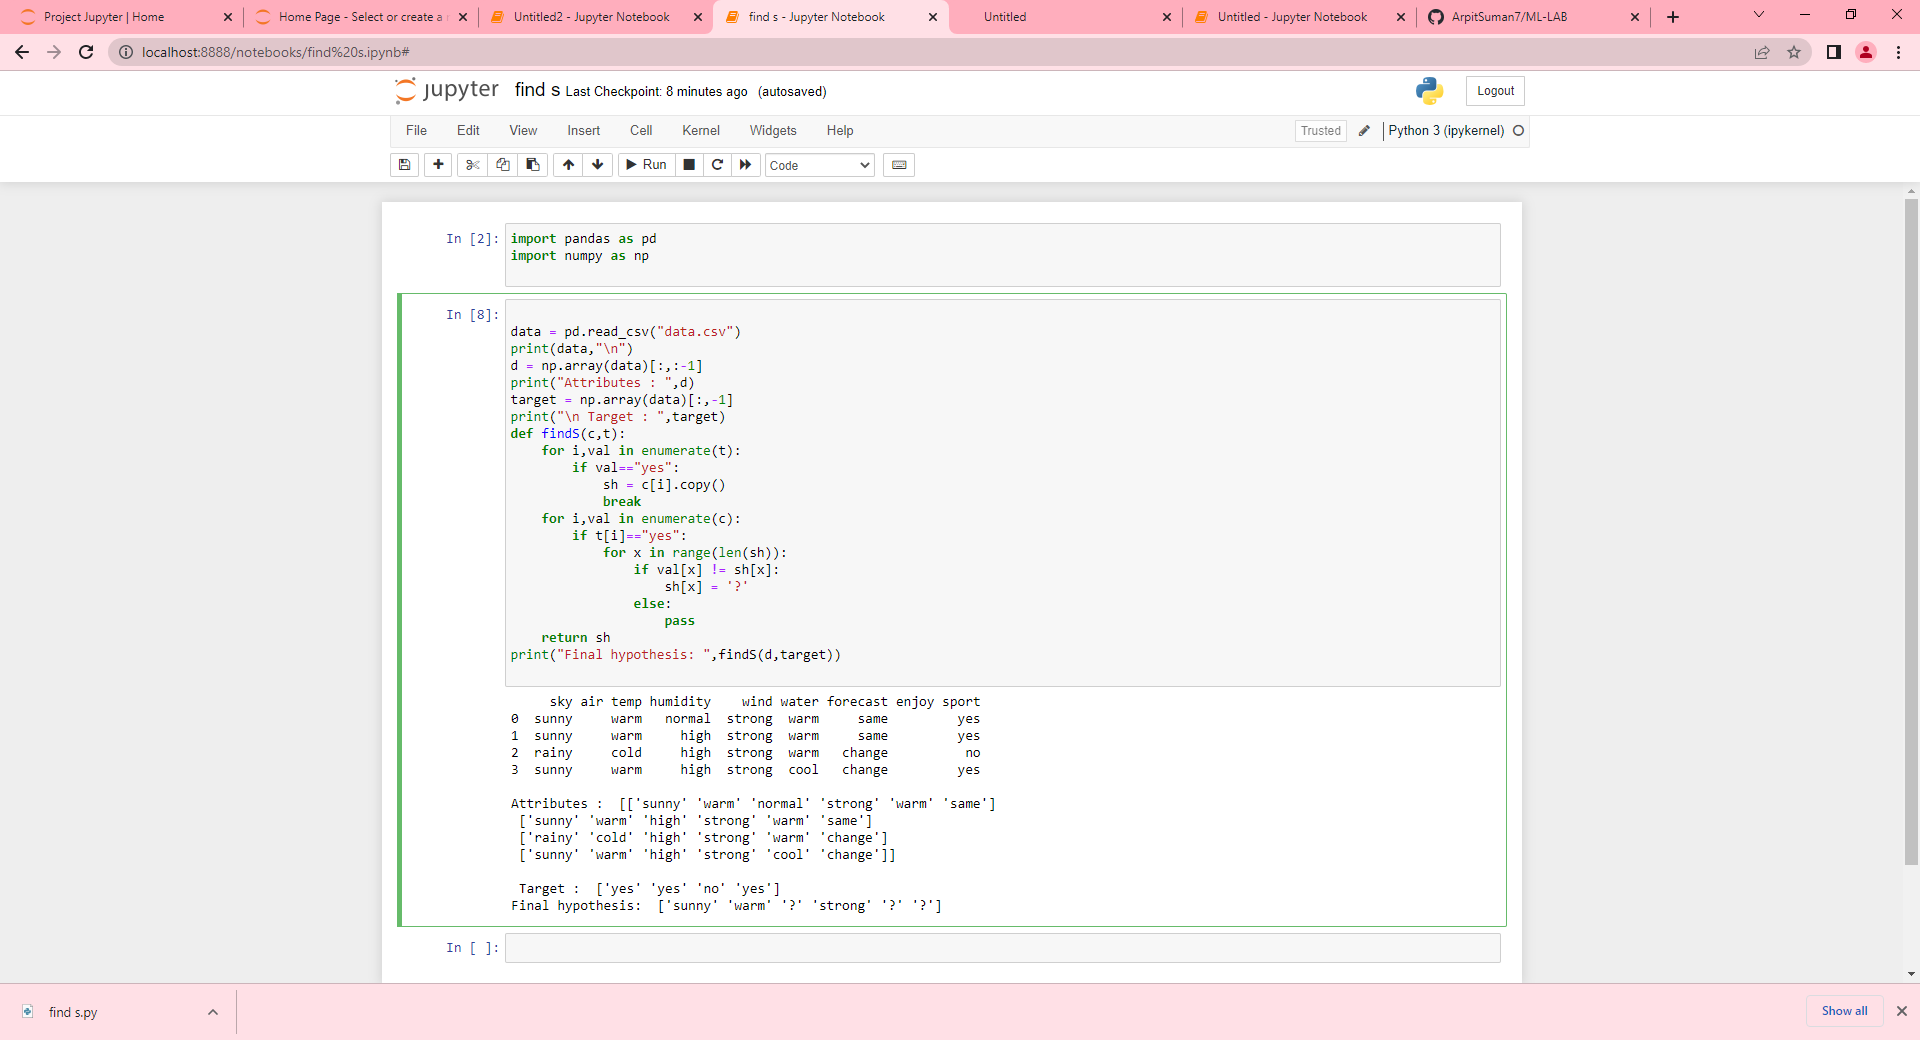 Project Jupyter | Home
Home Page - Select or create a
Untitled2 - Jupyter Notebook
find s - Jupyter Notebook
Untitled
Untitled - Jupyter Notebook
ArpitSuman7/ML-LAB
localhost:8888/notebooks/find%20s.ipynb#
jupyter find s Last Checkpoint: 8 minutes ago (autosaved)
Logout
File Edit View Insert Cell Kernel Widgets Help
Trusted
Python 3 (ipykernel)
Run
Code
In [2]: import pandas as pd
import numpy as np
In [8]:
data = pd.read_csv("data.csv")
print(data,"\n")
d = np.array(data)[:,:-1]
print("Attributes : ",d)
target = np.array(data)[:,-1]
print("\n Target : ",target)
def findS(c,t):
    for i,val in enumerate(t):
        if val=="yes":
            sh = c[i].copy()
            break
    for i,val in enumerate(c):
        if t[i]=="yes":
            for x in range(len(sh)):
                if val[x] != sh[x]:
                    sh[x] = '?'
                else:
                    pass
    return sh
print("Final hypothesis: ",findS(d,target))
     sky air temp humidity    wind water forecast enjoy sport
0  sunny     warm   normal  strong  warm     same         yes
1  sunny     warm     high  strong  warm     same         yes
2  rainy     cold     high  strong  warm   change          no
3  sunny     warm     high  strong  cool   change         yes
Attributes :  [['sunny' 'warm' 'normal' 'strong' 'warm' 'same']
 ['sunny' 'warm' 'high' 'strong' 'warm' 'same']
 ['rainy' 'cold' 'high' 'strong' 'warm' 'change']
 ['sunny' 'warm' 'high' 'strong' 'cool' 'change']]
 Target :  ['yes' 'yes' 'no' 'yes']
Final hypothesis:  ['sunny' 'warm' '?' 'strong' '?' '?']
In [ ]:
find s.py
Show all